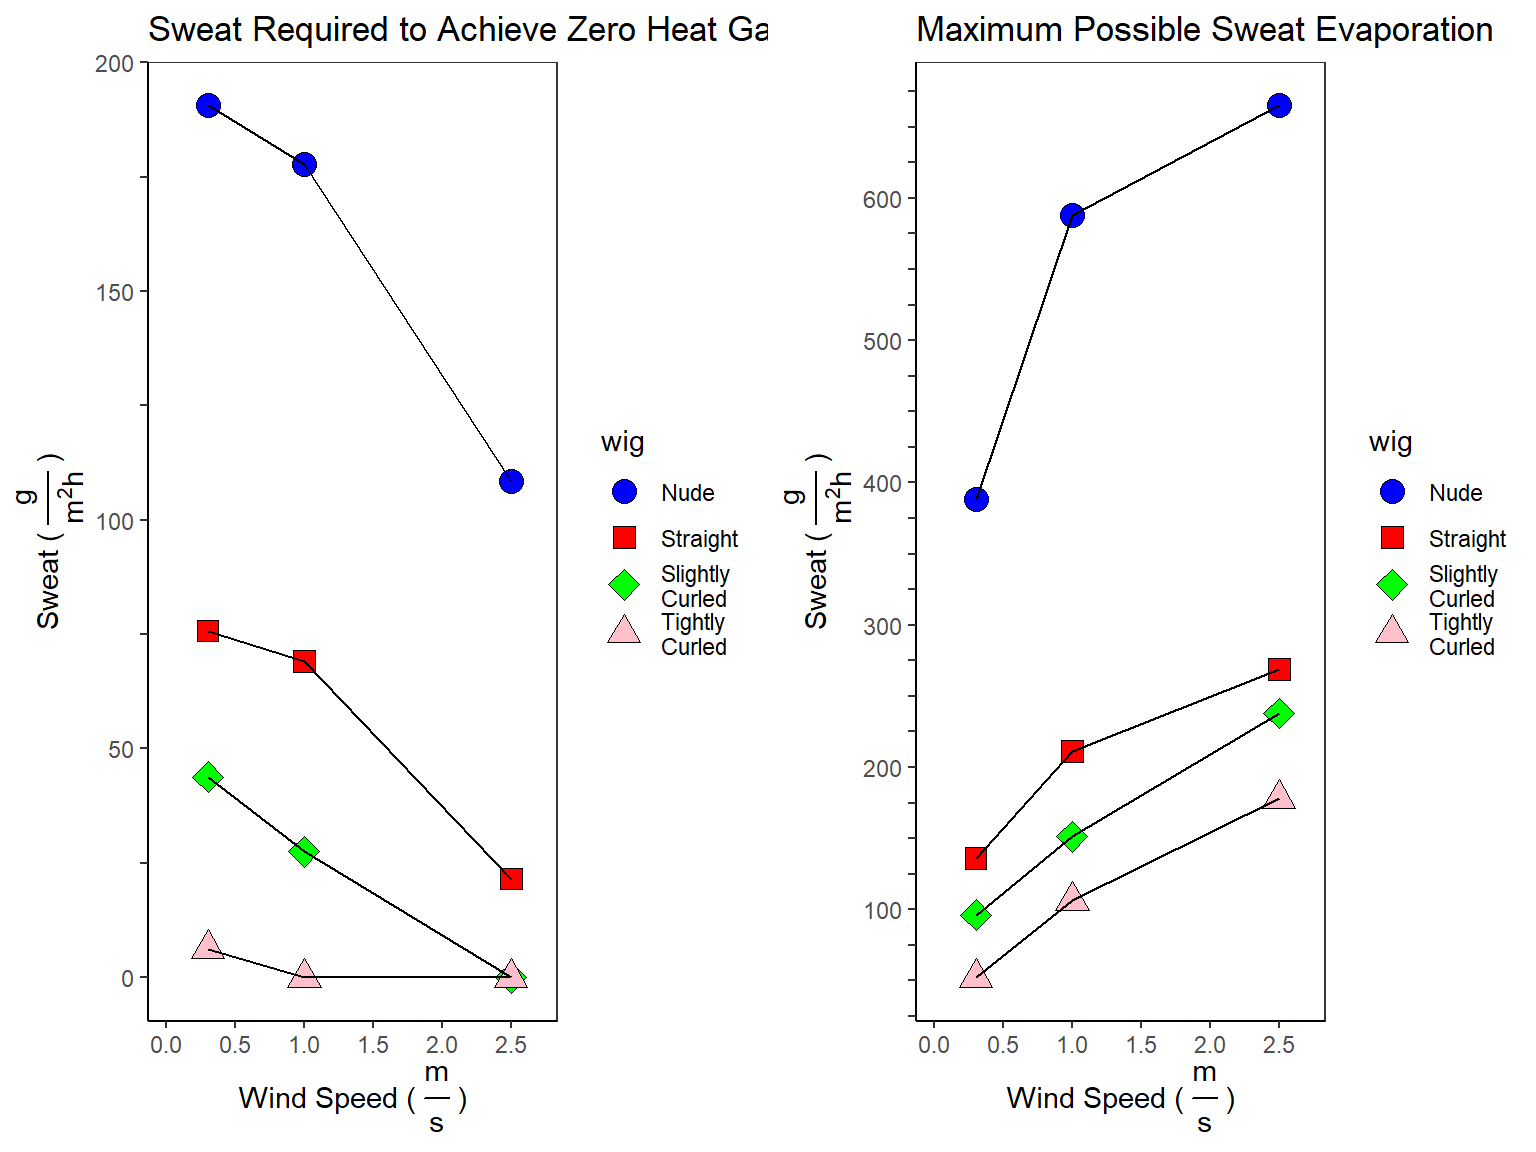 Sweat Required to Achieve Zero Heat Ga
200
150
100
50
0
0.0 0.5 1.0 1.5 2.0 2.5
Wind Speed ( m/s )
Sweat ( g/m²h )
wig
Nude
Straight
Slightly
Curled
Tightly
Curled
Maximum Possible Sweat Evaporation
600
500
400
300
200
100
0.0 0.5 1.0 1.5 2.0 2.5
Wind Speed ( m/s )
Sweat ( g/m²h )
wig
Nude
Straight
Slightly
Curled
Tightly
Curled